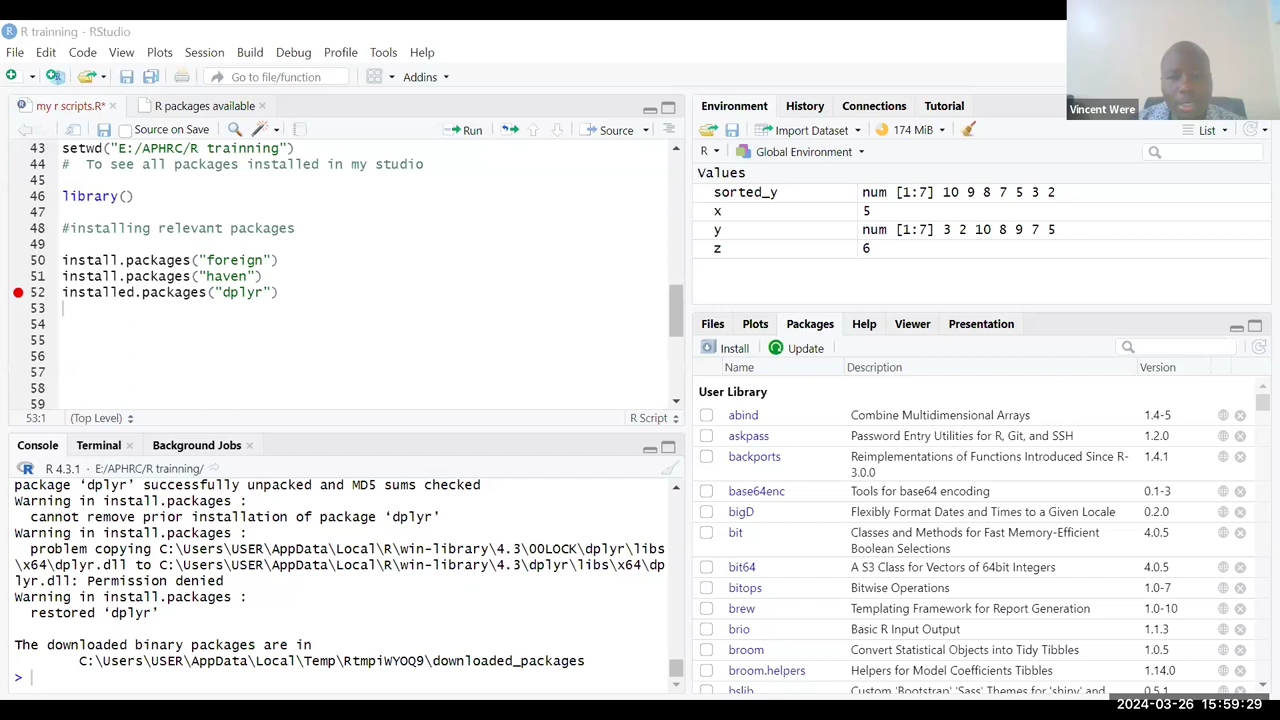 R trainning - RStudio
File Edit Code View Plots Session Build Debug Profile Tools Help
Go to file/function Addins
my r scripts.R* R packages available
Source on Save Run Source
43 setwd("E:/APHRC/R trainning")
44 # To see all packages installed in my studio
45
46 library()
47
48 #installing relevant packages
49
50 install.packages("foreign")
51 install.packages("haven")
52 installed.packages("dplyr")
53
54
55
56
57
58
59
53:1 (Top Level) R Script
Console Terminal Background Jobs
R 4.3.1 · E:/APHRC/R trainning/
package ‘dplyr’ successfully unpacked and MD5 sums checked
Warning in install.packages :
cannot remove prior installation of package ‘dplyr’
Warning in install.packages :
problem copying C:\Users\USER\AppData\Local\R\win-library\4.3\00LOCK\dplyr\libs
\x64\dplyr.dll to C:\Users\USER\AppData\Local\R\win-library\4.3\dplyr\libs\x64\dp
lyr.dll: Permission denied
Warning in install.packages :
restored ‘dplyr’
The downloaded binary packages are in
C:\Users\USER\AppData\Local\Temp\RtmpiWYOQ9\downloaded_packages
>
Vincent Were
Environment History Connections Tutorial
Import Dataset 174 MiB List
R Global Environment
Values
sorted_y num [1:7] 10 9 8 7 5 3 2
x 5
y num [1:7] 3 2 10 8 9 7 5
z 6
Files Plots Packages Help Viewer Presentation
Install Update
Name Description Version
User Library
abind Combine Multidimensional Arrays 1.4-5
askpass Password Entry Utilities for R, Git, and SSH 1.2.0
backports Reimplementations of Functions Introduced Since R- 1.4.1
3.0.0
base64enc Tools for base64 encoding 0.1-3
bigD Flexibly Format Dates and Times to a Given Locale 0.2.0
bit Classes and Methods for Fast Memory-Efficient 4.0.5
Boolean Selections
bit64 A S3 Class for Vectors of 64bit Integers 4.0.5
bitops Bitwise Operations 1.0-7
brew Templating Framework for Report Generation 1.0-10
brio Basic R Input Output 1.1.3
broom Convert Statistical Objects into Tidy Tibbles 1.0.5
broom.helpers Helpers for Model Coefficients Tibbles 1.14.0
bslib Custom 'Bootstrap' 'Sass' Themes for 'shiny' and 0.5.1
2024-03-26 15:59:29